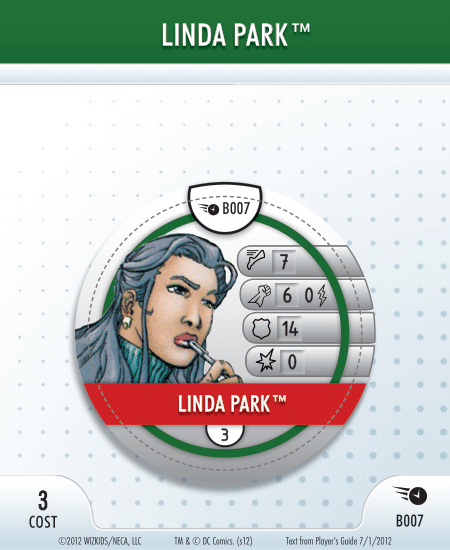 LINDA PARK™
B007
7
6 0
14
0
LINDA PARK™
3
3
COST
B007
©2012 WIZKIDS/NECA, LLC TM & © DC Comics. (s12) Text from Player's Guide 7/1/2012